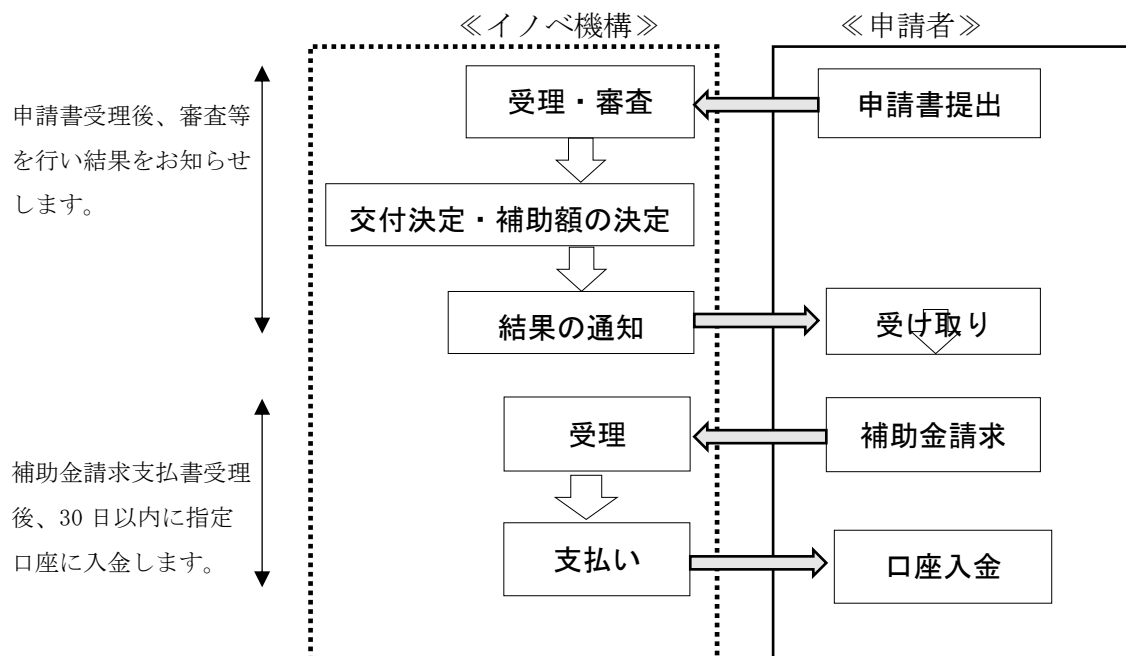 ≪イノベ機構≫
≪申請者≫
申請書受理後、審査等
を行い結果をお知らせ
します。
受理・審査
申請書提出
交付決定・補助額の決定
結果の通知
受け取り
補助金請求支払書受理
後、30 日以内に指定
口座に入金します。
受理
補助金請求
支払い
口座入金